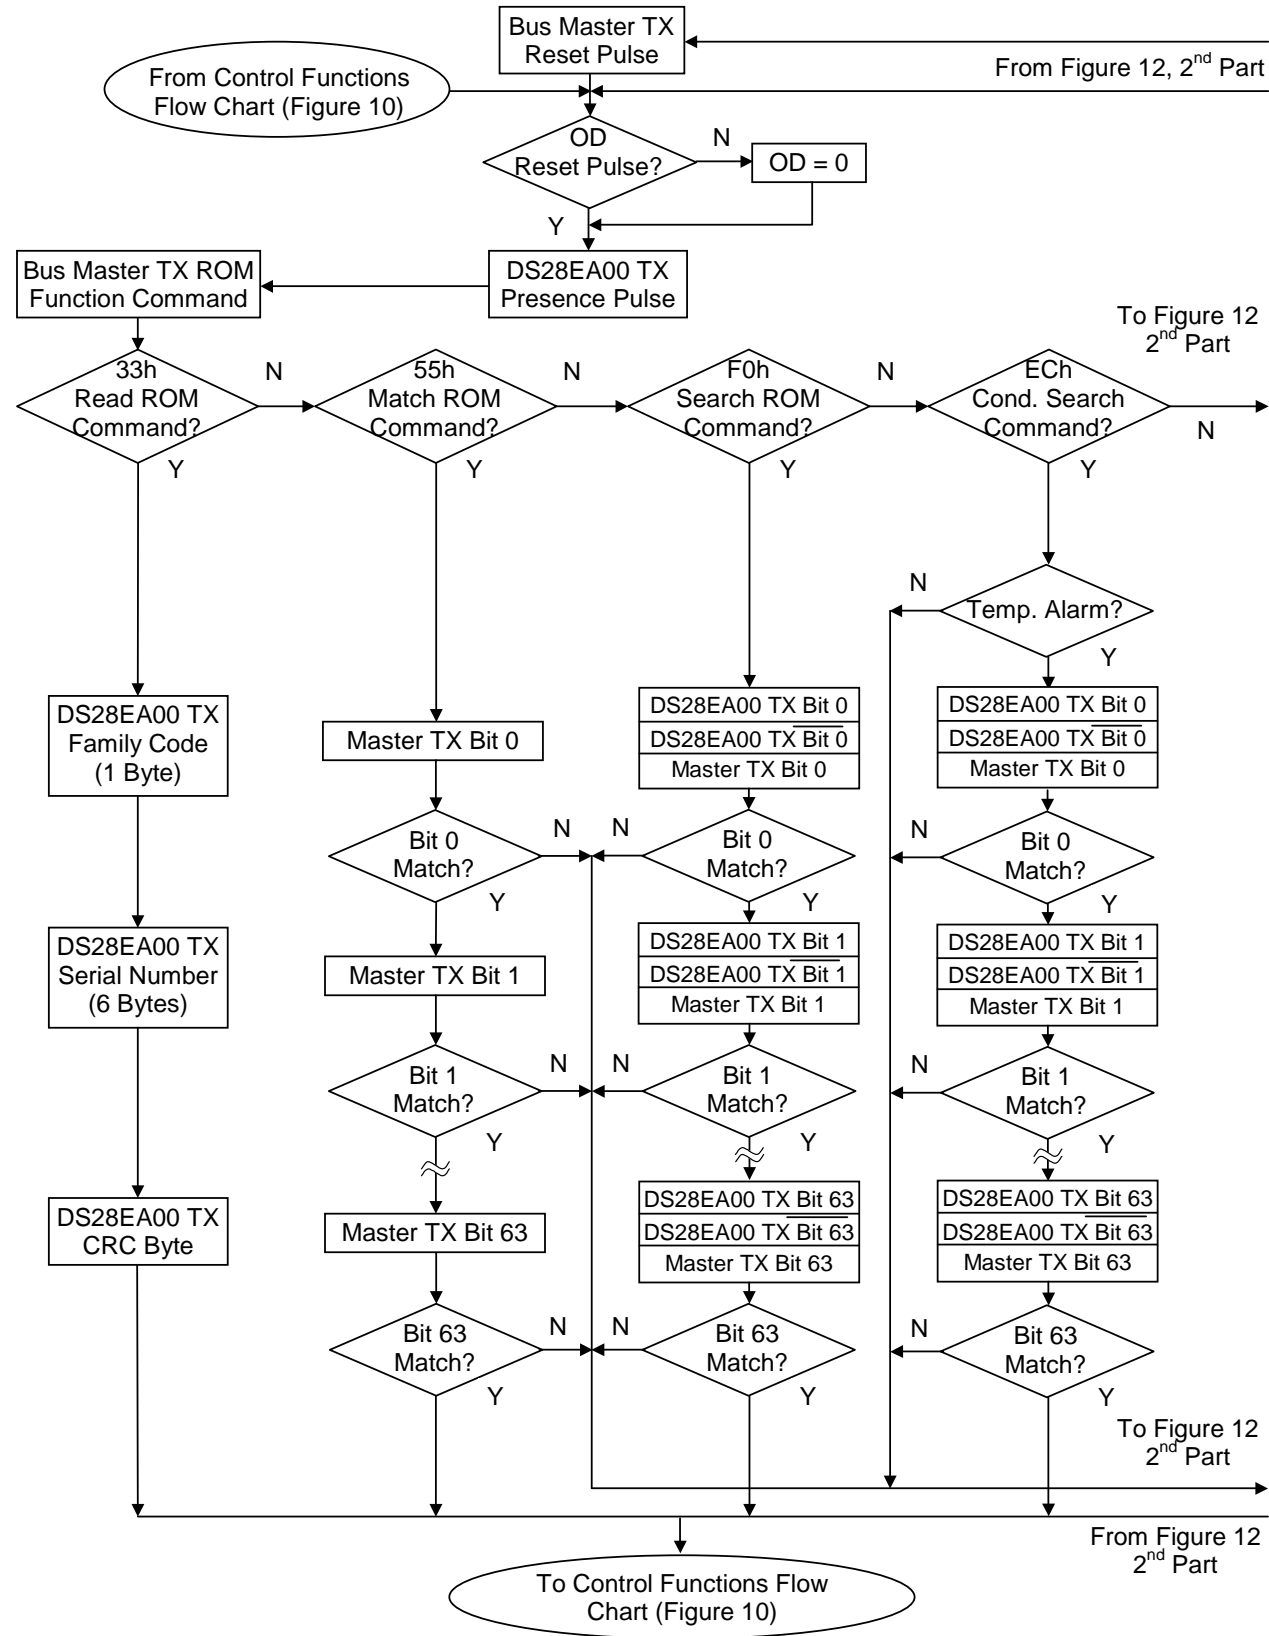 Bus Master TX
Reset Pulse
From Figure 12, 2nd Part
From Control Functions
Flow Chart (Figure 10)
OD
Reset Pulse?
N
OD = 0
Y
Bus Master TX ROM
Function Command
DS28EA00 TX
Presence Pulse
To Figure 12
2nd Part
33h
Read ROM
Command?
N
Y
55h
Match ROM
Command?
N
Y
F0h
Search ROM
Command?
N
Y
ECh
Cond. Search
Command?
N
Y
N
Temp. Alarm?
Y
DS28EA00 TX
Family Code
(1 Byte)
DS28EA00 TX
Serial Number
(6 Bytes)
DS28EA00 TX
CRC Byte
Master TX Bit 0
Bit 0
Match?
N
Y
Master TX Bit 1
Bit 1
Match?
N
Y
Master TX Bit 63
Bit 63
Match?
N
Y
DS28EA00 TX Bit 0
DS28EA00 TX Bit 0
Master TX Bit 0
N
Bit 0
Match?
Y
DS28EA00 TX Bit 1
DS28EA00 TX Bit 1
Master TX Bit 1
N
Bit 1
Match?
Y
DS28EA00 TX Bit 63
DS28EA00 TX Bit 63
Master TX Bit 63
N
Bit 63
Match?
Y
DS28EA00 TX Bit 0
DS28EA00 TX Bit 0
Master TX Bit 0
N
Bit 0
Match?
Y
DS28EA00 TX Bit 1
DS28EA00 TX Bit 1
Master TX Bit 1
N
Bit 1
Match?
Y
DS28EA00 TX Bit 63
DS28EA00 TX Bit 63
Master TX Bit 63
N
Bit 63
Match?
Y
To Figure 12
2nd Part
From Figure 12
2nd Part
To Control Functions Flow
Chart (Figure 10)